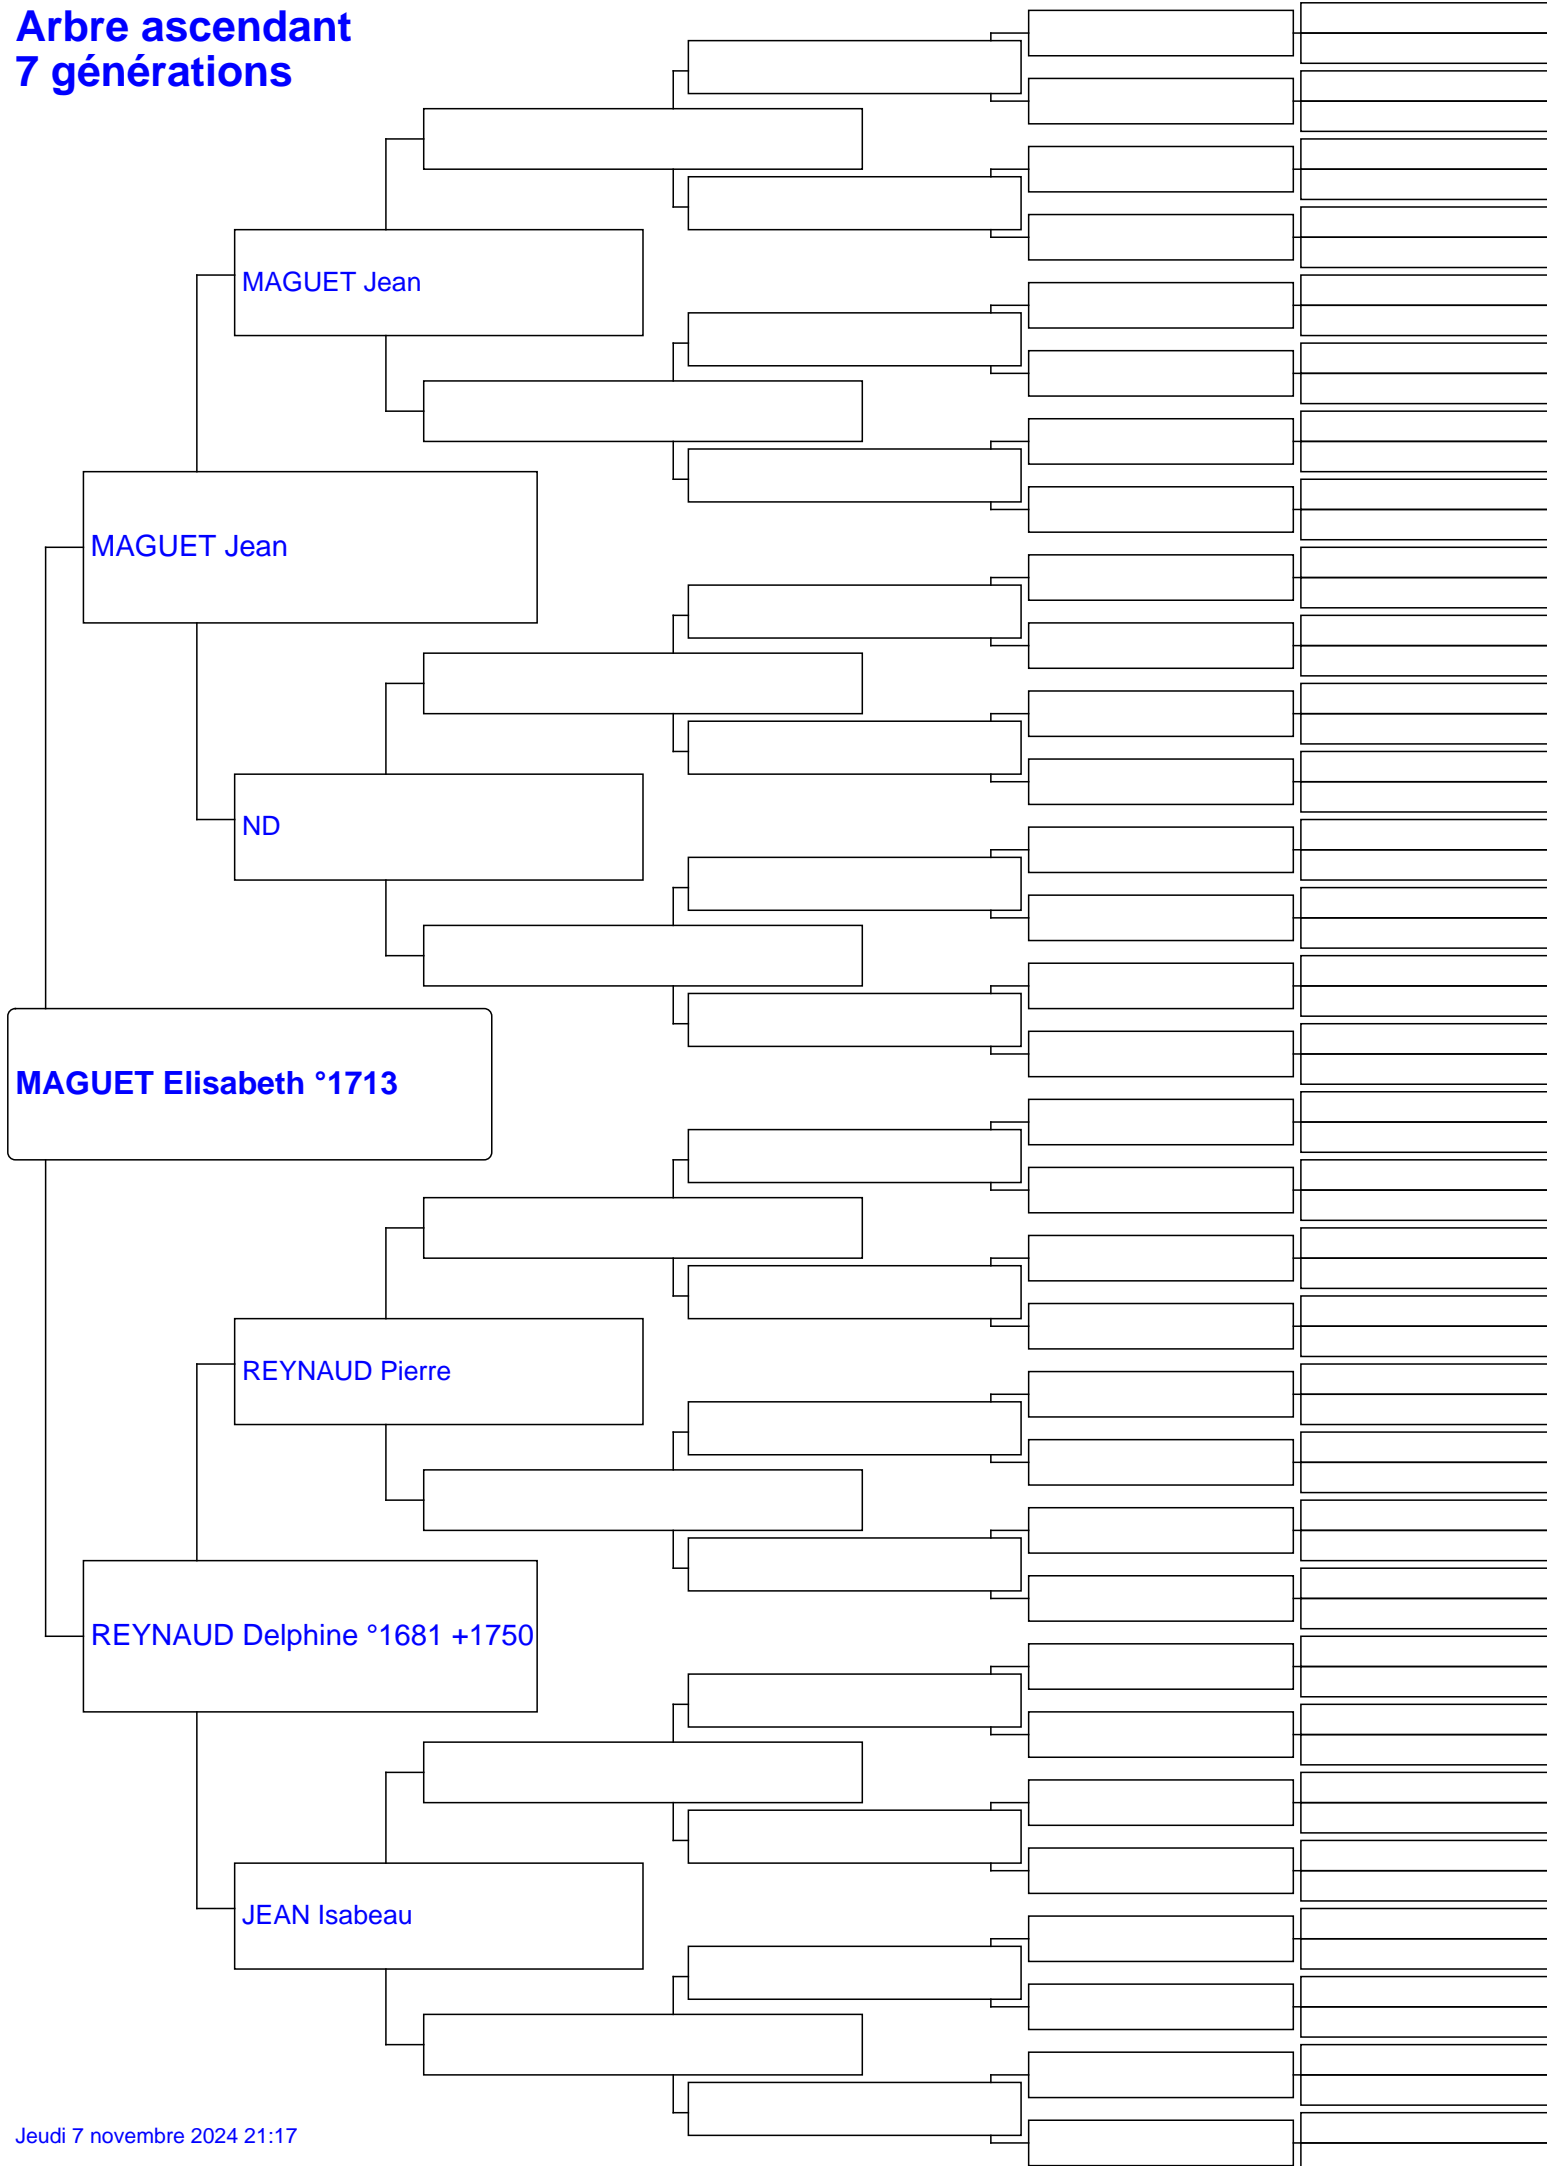 Arbre ascendant
7 générations
MAGUET Jean
MAGUET Jean
ND
MAGUET Elisabeth °1713
REYNAUD Pierre
REYNAUD Delphine °1681 +1750
JEAN Isabeau
Jeudi 7 novembre 2024 21:17